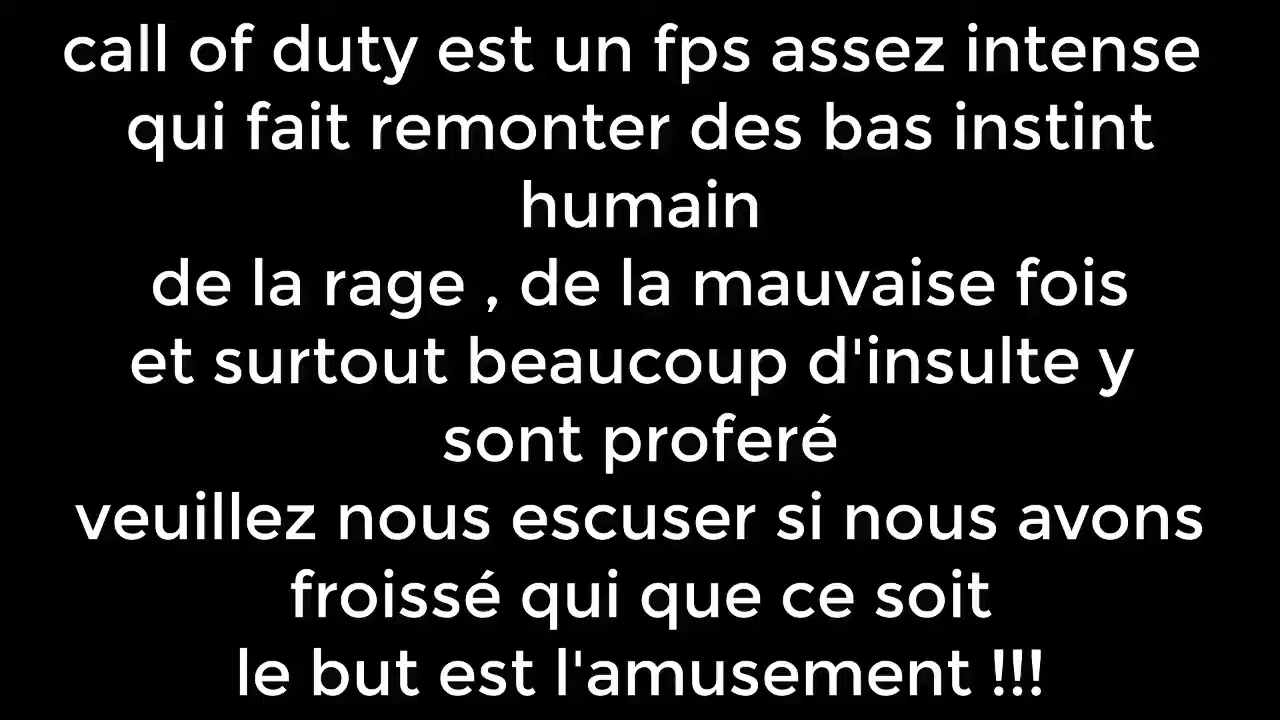 call of duty est un fps assez intense
qui fait remonter des bas instint
humain
de la rage , de la mauvaise fois
et surtout beaucoup d'insulte y
sont proferé
veuillez nous escuser si nous avons
froissé qui que ce soit
le but est l'amusement !!!